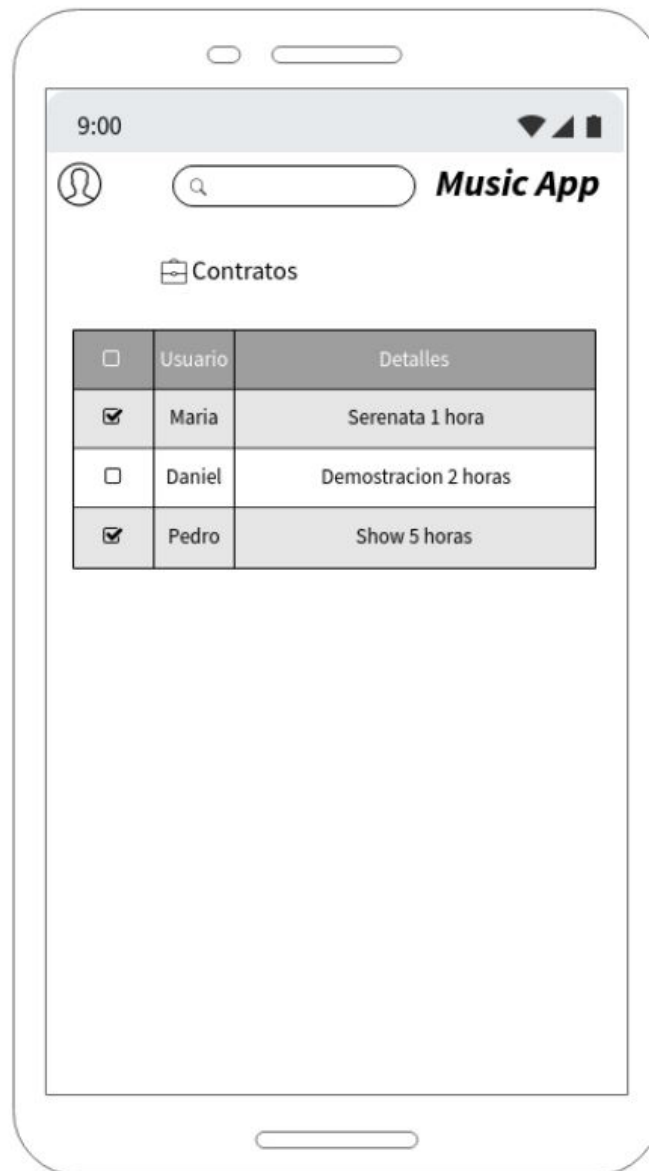 9:00
Music App
Contratos
Usuario Detalles
Maria Serenata 1 hora
Daniel Demostracion 2 horas
Pedro Show 5 horas